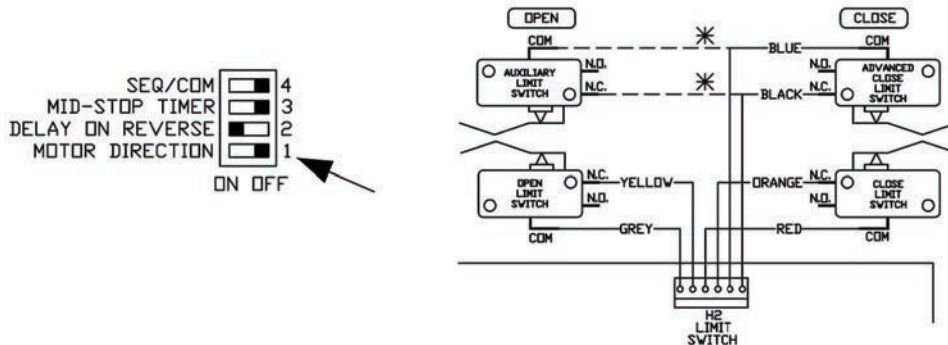 SEQ/COM 4
MID-STOP TIMER 3
DELAY ON REVERSE 2
MOTOR DIRECTION 1
ON OFF
OPEN
CLOSE
COM
COM
BLUE
AUXILIARY
LIMIT
SWITCH
N.O.
N.C.
BLACK
N.O.
N.C.
ADVANCED
CLOSE LIMIT
SWITCH
OPEN
LIMIT
SWITCH
N.C.
N.O.
YELLOW
ORANGE
N.C.
N.O.
CLOSE
LIMIT
SWITCH
COM
GREY
RED
COM
H2
LIMIT
SWITCH